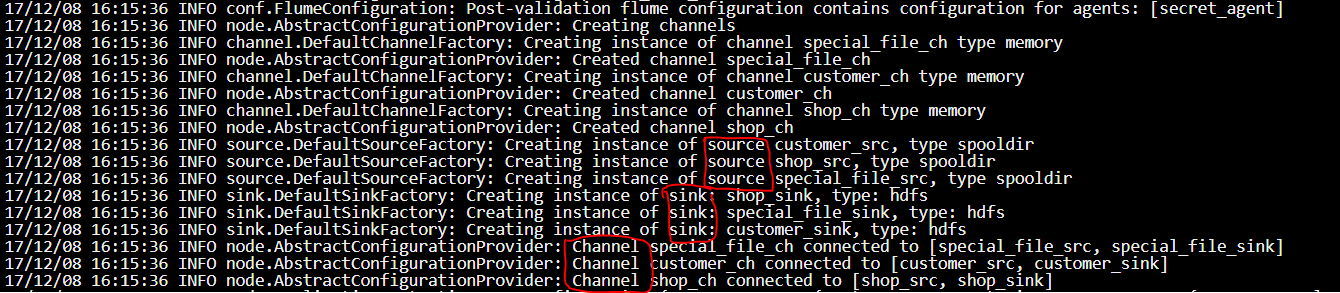 17/12/08 16:15:36 INFO conf.FlumeConfiguration: Post-validation flume configuration contains configuration for agents: [secret_agent]
17/12/08 16:15:36 INFO node.AbstractConfigurationProvider: Creating channels
17/12/08 16:15:36 INFO channel.DefaultChannelFactory: Creating instance of channel special_file_ch type memory
17/12/08 16:15:36 INFO node.AbstractConfigurationProvider: Created channel special_file_ch
17/12/08 16:15:36 INFO channel.DefaultChannelFactory: Creating instance of channel customer_ch type memory
17/12/08 16:15:36 INFO node.AbstractConfigurationProvider: Created channel customer_ch
17/12/08 16:15:36 INFO channel.DefaultChannelFactory: Creating instance of channel shop_ch type memory
17/12/08 16:15:36 INFO node.AbstractConfigurationProvider: Created channel shop_ch
17/12/08 16:15:36 INFO source.DefaultSourceFactory: Creating instance of source customer_src, type spooldir
17/12/08 16:15:36 INFO source.DefaultSourceFactory: Creating instance of source shop_src, type spooldir
17/12/08 16:15:36 INFO source.DefaultSourceFactory: Creating instance of source special_file_src, type spooldir
17/12/08 16:15:36 INFO sink.DefaultSinkFactory: Creating instance of sink: shop_sink, type: hdfs
17/12/08 16:15:36 INFO sink.DefaultSinkFactory: Creating instance of sink: special_file_sink, type: hdfs
17/12/08 16:15:36 INFO sink.DefaultSinkFactory: Creating instance of sink: customer_sink, type: hdfs
17/12/08 16:15:36 INFO node.AbstractConfigurationProvider: Channel special_file_ch connected to [special_file_src, special_file_sink]
17/12/08 16:15:36 INFO node.AbstractConfigurationProvider: Channel customer_ch connected to [customer_src, customer_sink]
17/12/08 16:15:36 INFO node.AbstractConfigurationProvider: Channel shop_ch connected to [shop_src, shop_sink]